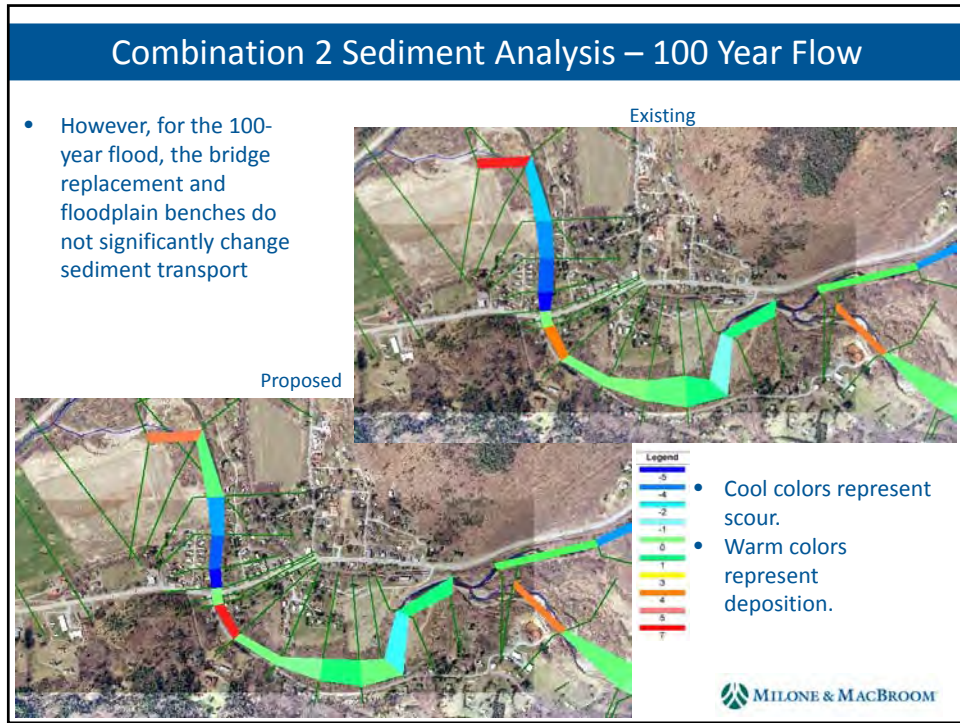 Combination 2 Sediment Analysis – 100 Year Flow
• However, for the 100-
year flood, the bridge
replacement and
floodplain benches do
not significantly change
sediment transport
Existing
Proposed
Legend
-5
-4
-2
-1
0
1
3
4
5
7
• Cool colors represent
scour.
• Warm colors
represent
deposition.
MILONE & MACBROOM